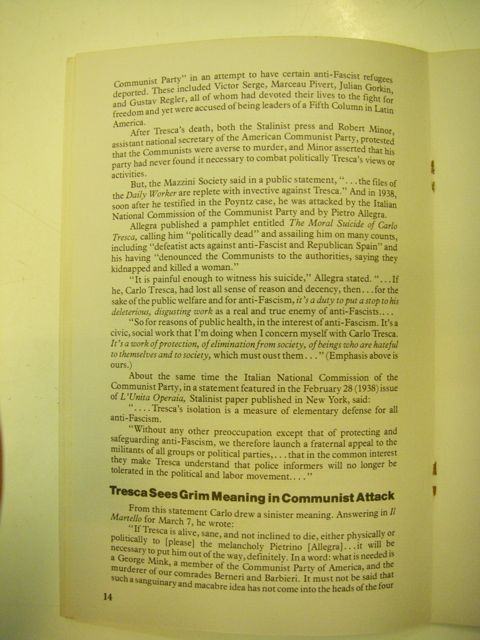 Communist Party" in an attempt to have certain anti-Fascist refugees
deported. These included Victor Serge, Marceau Pivert, Julian Gorkin,
and Gustav Regler, all of whom had devoted their lives to the fight for
freedom and yet were accused of being leaders of a Fifth Column in Latin
America.
After Tresca's death, both the Stalinist press and Robert Minor,
assistant national secretary of the American Communist Party, protested
that the Communists were averse to murder, and Minor asserted that his
party had never found it necessary to combat politically Tresca's views or
activities.
But, the Mazzini Society said in a public statement, "...the files of
the Daily Worker are replete with invective against Tresca." And in 1938,
soon after he testified in the Poyntz case, he was attacked by the Italian
National Commission of the Communist Party and by Pietro Allegra.
Allegra published a pamphlet entitled The Moral Suicide of Carlo
Tresca, calling him "politically dead" and assailing him on many counts,
including "defeatist acts against anti-Fascist and Republican Spain" and
his having "denounced the Communists to the authorities, saying they
kidnapped and killed a woman."
"It is painful enough to witness his suicide," Allegra stated. "...If
he, Carlo Tresca, had lost all sense of reason and decency, then...for the
sake of the public welfare and for anti-Fascism, it's a duty to put a stop to his
deleterious, disgusting work as a real and true enemy of anti-Fascists....
"So for reasons of public health, in the interest of anti-Fascism. It's a
civic, social work that I'm doing when I concern myself with Carlo Tresca.
It's a work of protection, of elimination from society, of beings who are hateful
to themselves and to society, which must oust them..." (Emphasis above is
ours.)
About the same time the Italian National Commission of the
Communist Party, in a statement featured in the February 28 (1938) issue
of L'Unita Operaia, Stalinist paper published in New York, said:
"....Tresca's isolation is a measure of elementary defense for all
anti-Fascism.
"Without any other preoccupation except that of protecting and
safeguarding anti-Fascism, we therefore launch a fraternal appeal to the
militants of all groups or political parties,...that in the common interest
they make Tresca understand that police informers will no longer be
tolerated in the political and labor movement...."
Tresca Sees Grim Meaning in Communist Attack
From this statement Carlo drew a sinister meaning. Answering in Il
Martello for March 7, he wrote:
"If Tresca is alive, sane, and not inclined to die, either physically or
politically to [please] the melancholy Pietrino [Allegra]...it will be
necessary to put him out of the way, definitely. In a word: what is needed is
a George Mink, a member of the Communist Party of America, and the
murderer of our comrades Berneri and Barbieri. It must not be said that
such a sanguinary and macabre idea has not come into the heads of the four
14